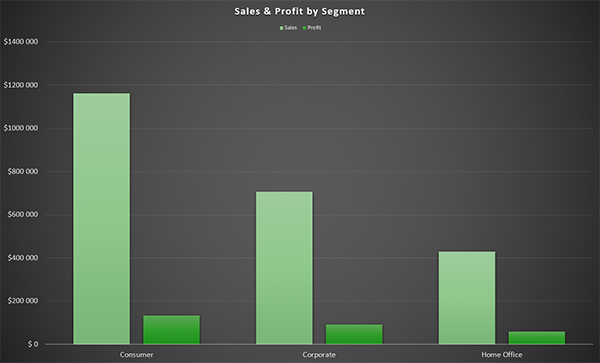 Sales & Profit by Segment
Sales Profit
$1400 000
$1200 000
$1000 000
$800 000
$600 000
$400 000
$200 000
$ 0
Consumer Corporate Home Office